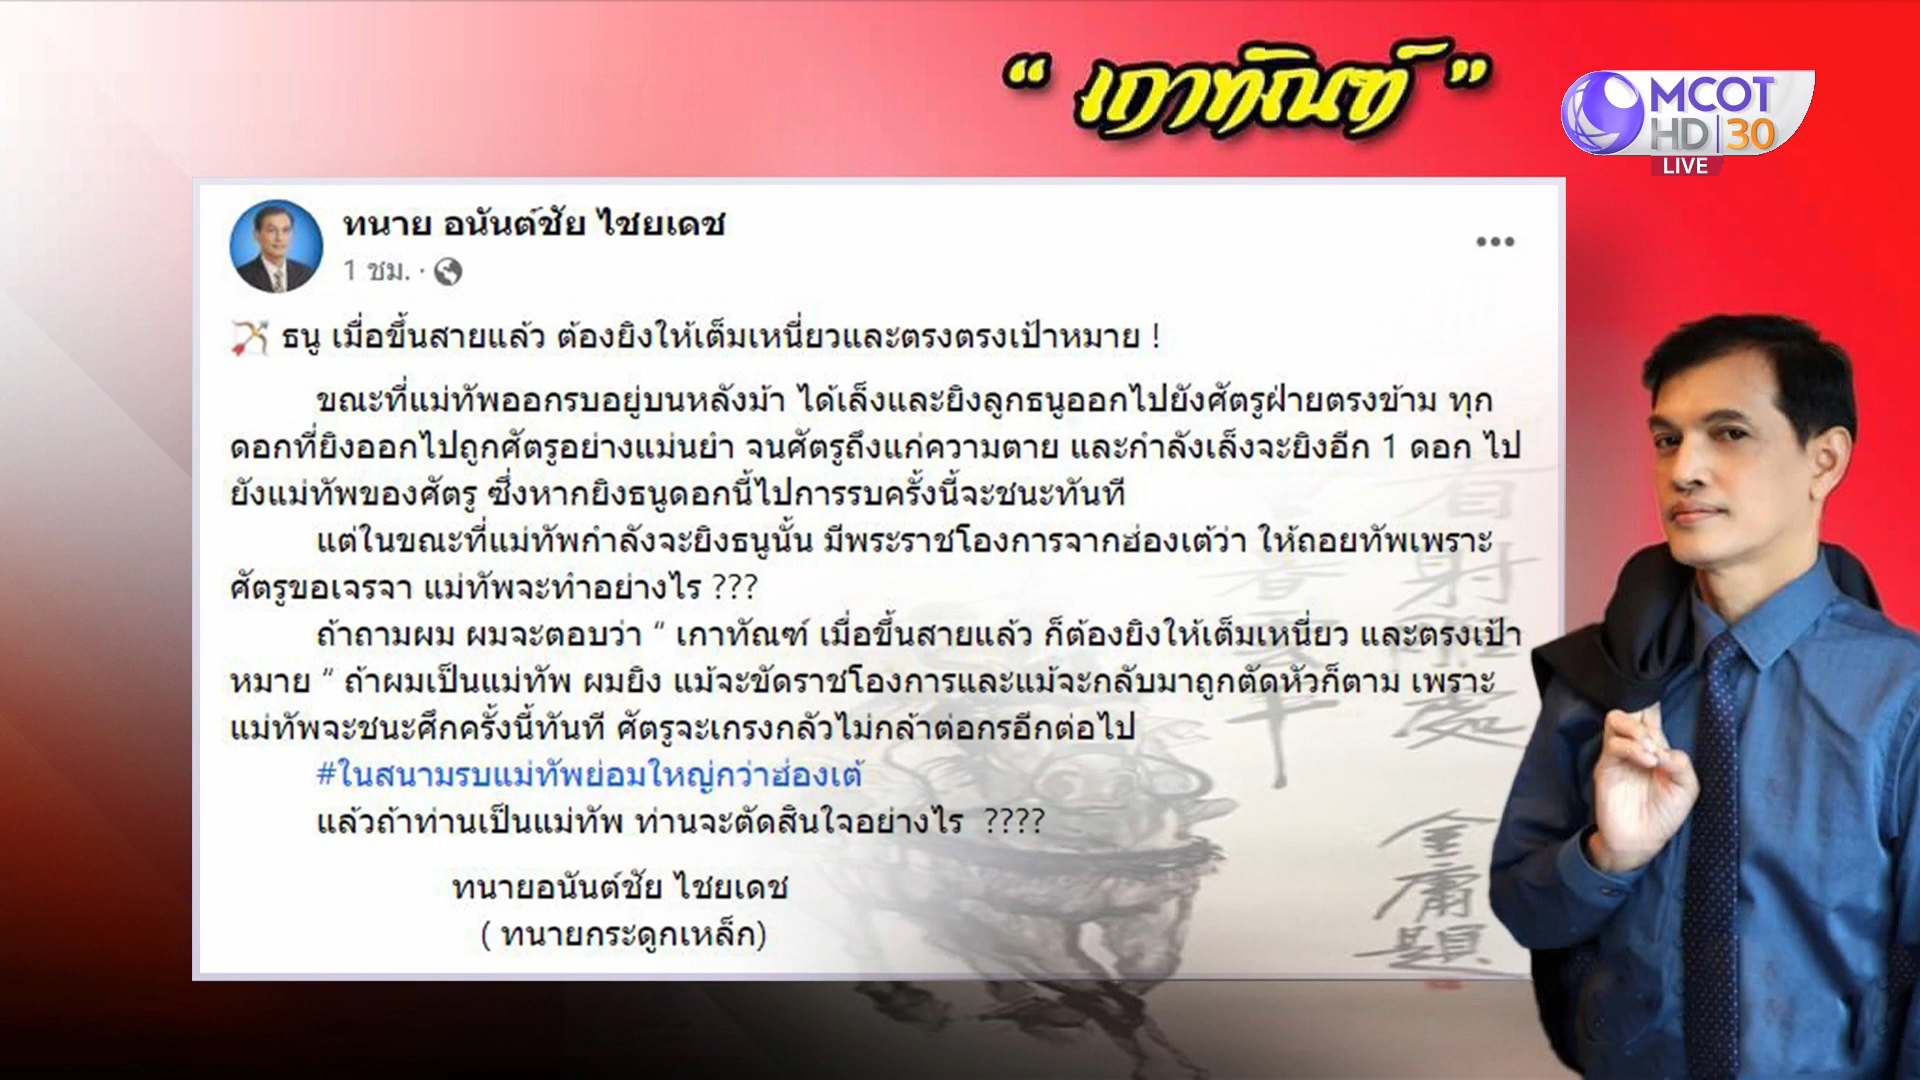 “ เกาทัณฑ์ ”
MCOT
HD 30
LIVE
ทนาย อนันต์ชัย ไชยเดช
1 ชม. ·
ธนู เมื่อขึ้นสายแล้ว ต้องยิงให้เต็มเหนี่ยวและตรงตรงเป้าหมาย !
ขณะที่แม่ทัพออกรบอยู่บนหลังม้า ได้เล็งและยิงลูกธนูออกไปยังศัตรูฝ่ายตรงข้าม ทุก
ดอกที่ยิงออกไปถูกศัตรูอย่างแม่นยำ จนศัตรูถึงแก่ความตาย และกำลังเล็งจะยิงอีก 1 ดอก ไป
ยังแม่ทัพของศัตรู ซึ่งหากยิงธนูดอกนี้ไปการรบครั้งนี้จะชนะทันที
แต่ในขณะที่แม่ทัพกำลังจะยิงธนูนั้น มีพระราชโองการจากฮ่องเต้ว่า ให้ถอยทัพเพราะ
ศัตรูขอเจรจา แม่ทัพจะทำอย่างไร ???
ถ้าถามผม ผมจะตอบว่า “ เกาทัณฑ์ เมื่อขึ้นสายแล้ว ก็ต้องยิงให้เต็มเหนี่ยว และตรงเป้า
หมาย “ ถ้าผมเป็นแม่ทัพ ผมยิง แม้จะขัดราชโองการและแม้จะกลับมาถูกตัดหัวก็ตาม เพราะ
แม่ทัพจะชนะศึกครั้งนี้ทันที ศัตรูจะเกรงกลัวไม่กล้าต่อกรอีกต่อไป
#ในสนามรบแม่ทัพย่อมใหญ่กว่าฮ่องเต้
แล้วถ้าท่านเป็นแม่ทัพ ท่านจะตัดสินใจอย่างไร ????
ทนายอนันต์ชัย ไชยเดช
( ทนายกระดูกเหล็ก)
金庸題